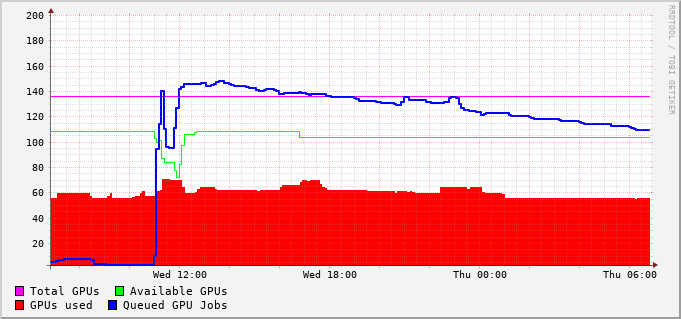 200
180
160
140
120
100
80
60
40
20
Wed 12:00 Wed 18:00 Thu 00:00 Thu 06:00
Total GPUs Available GPUs
GPUs used Queued GPU Jobs
RRDTOOL / TOBI OETIKER